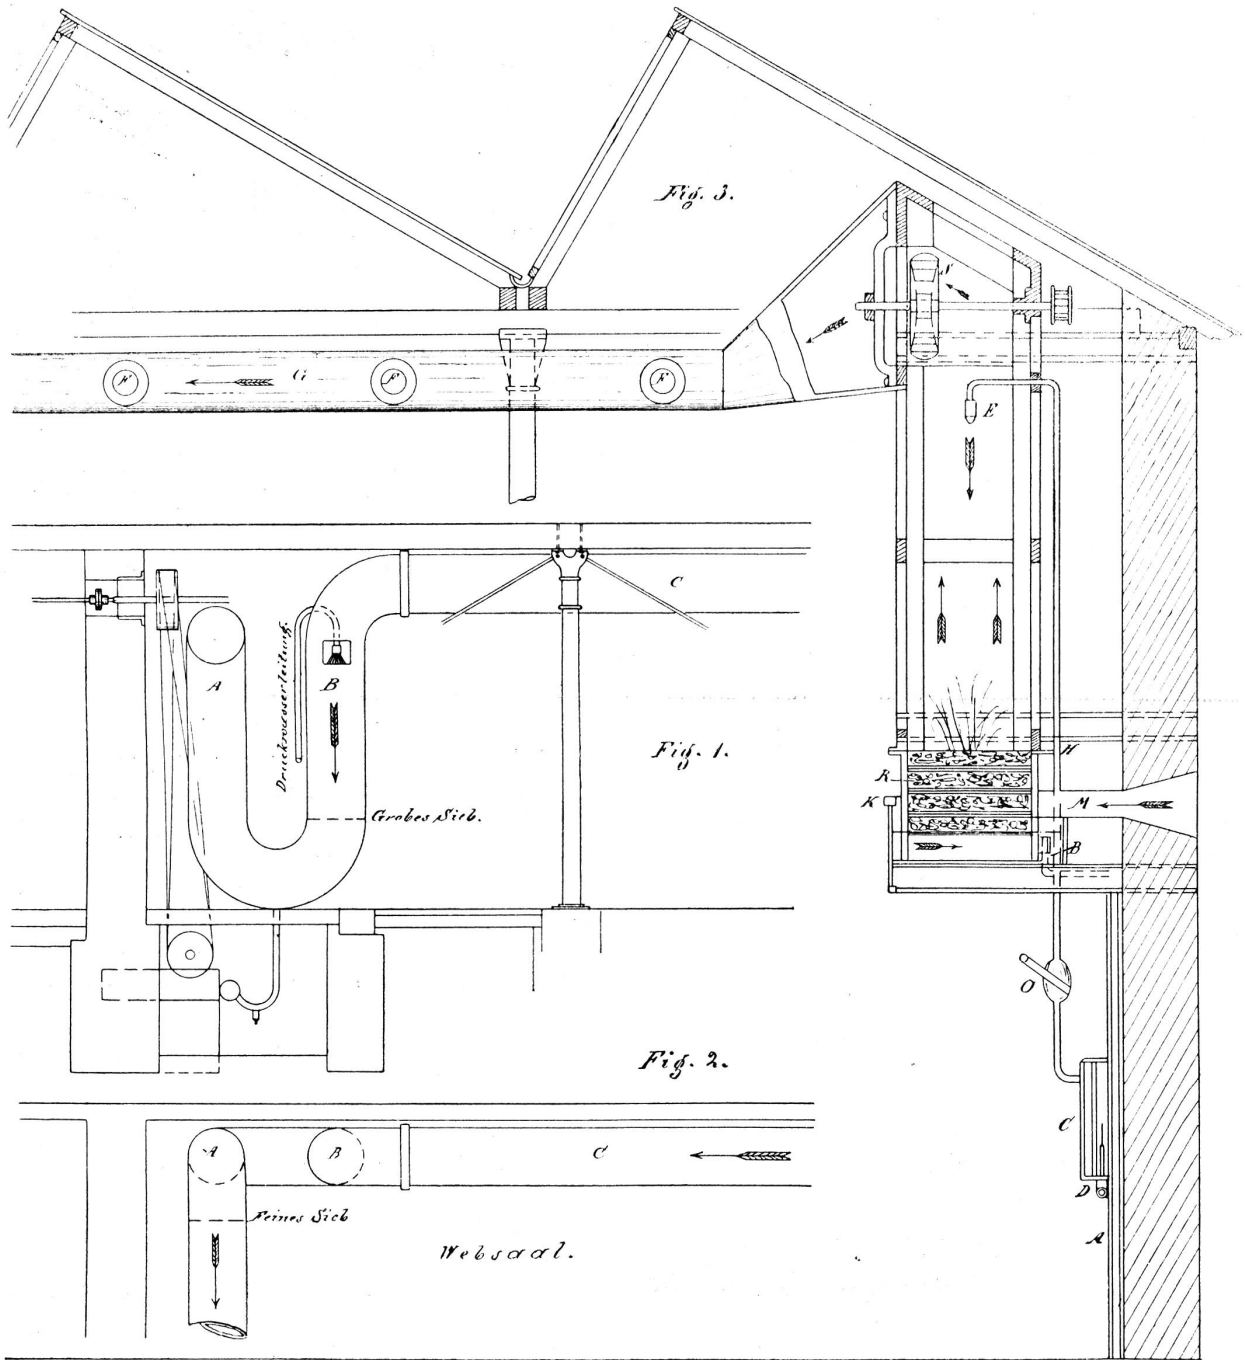 Fig. 3.
N
F
G
F
F
E
C
Druckwasserleitung.
A
B
Fig. 1.
H
R
K
M
Grobes Sieb.
B
O
Fig. 2.
C
A
B
C
D
Feines Sieb
A
Websaal.